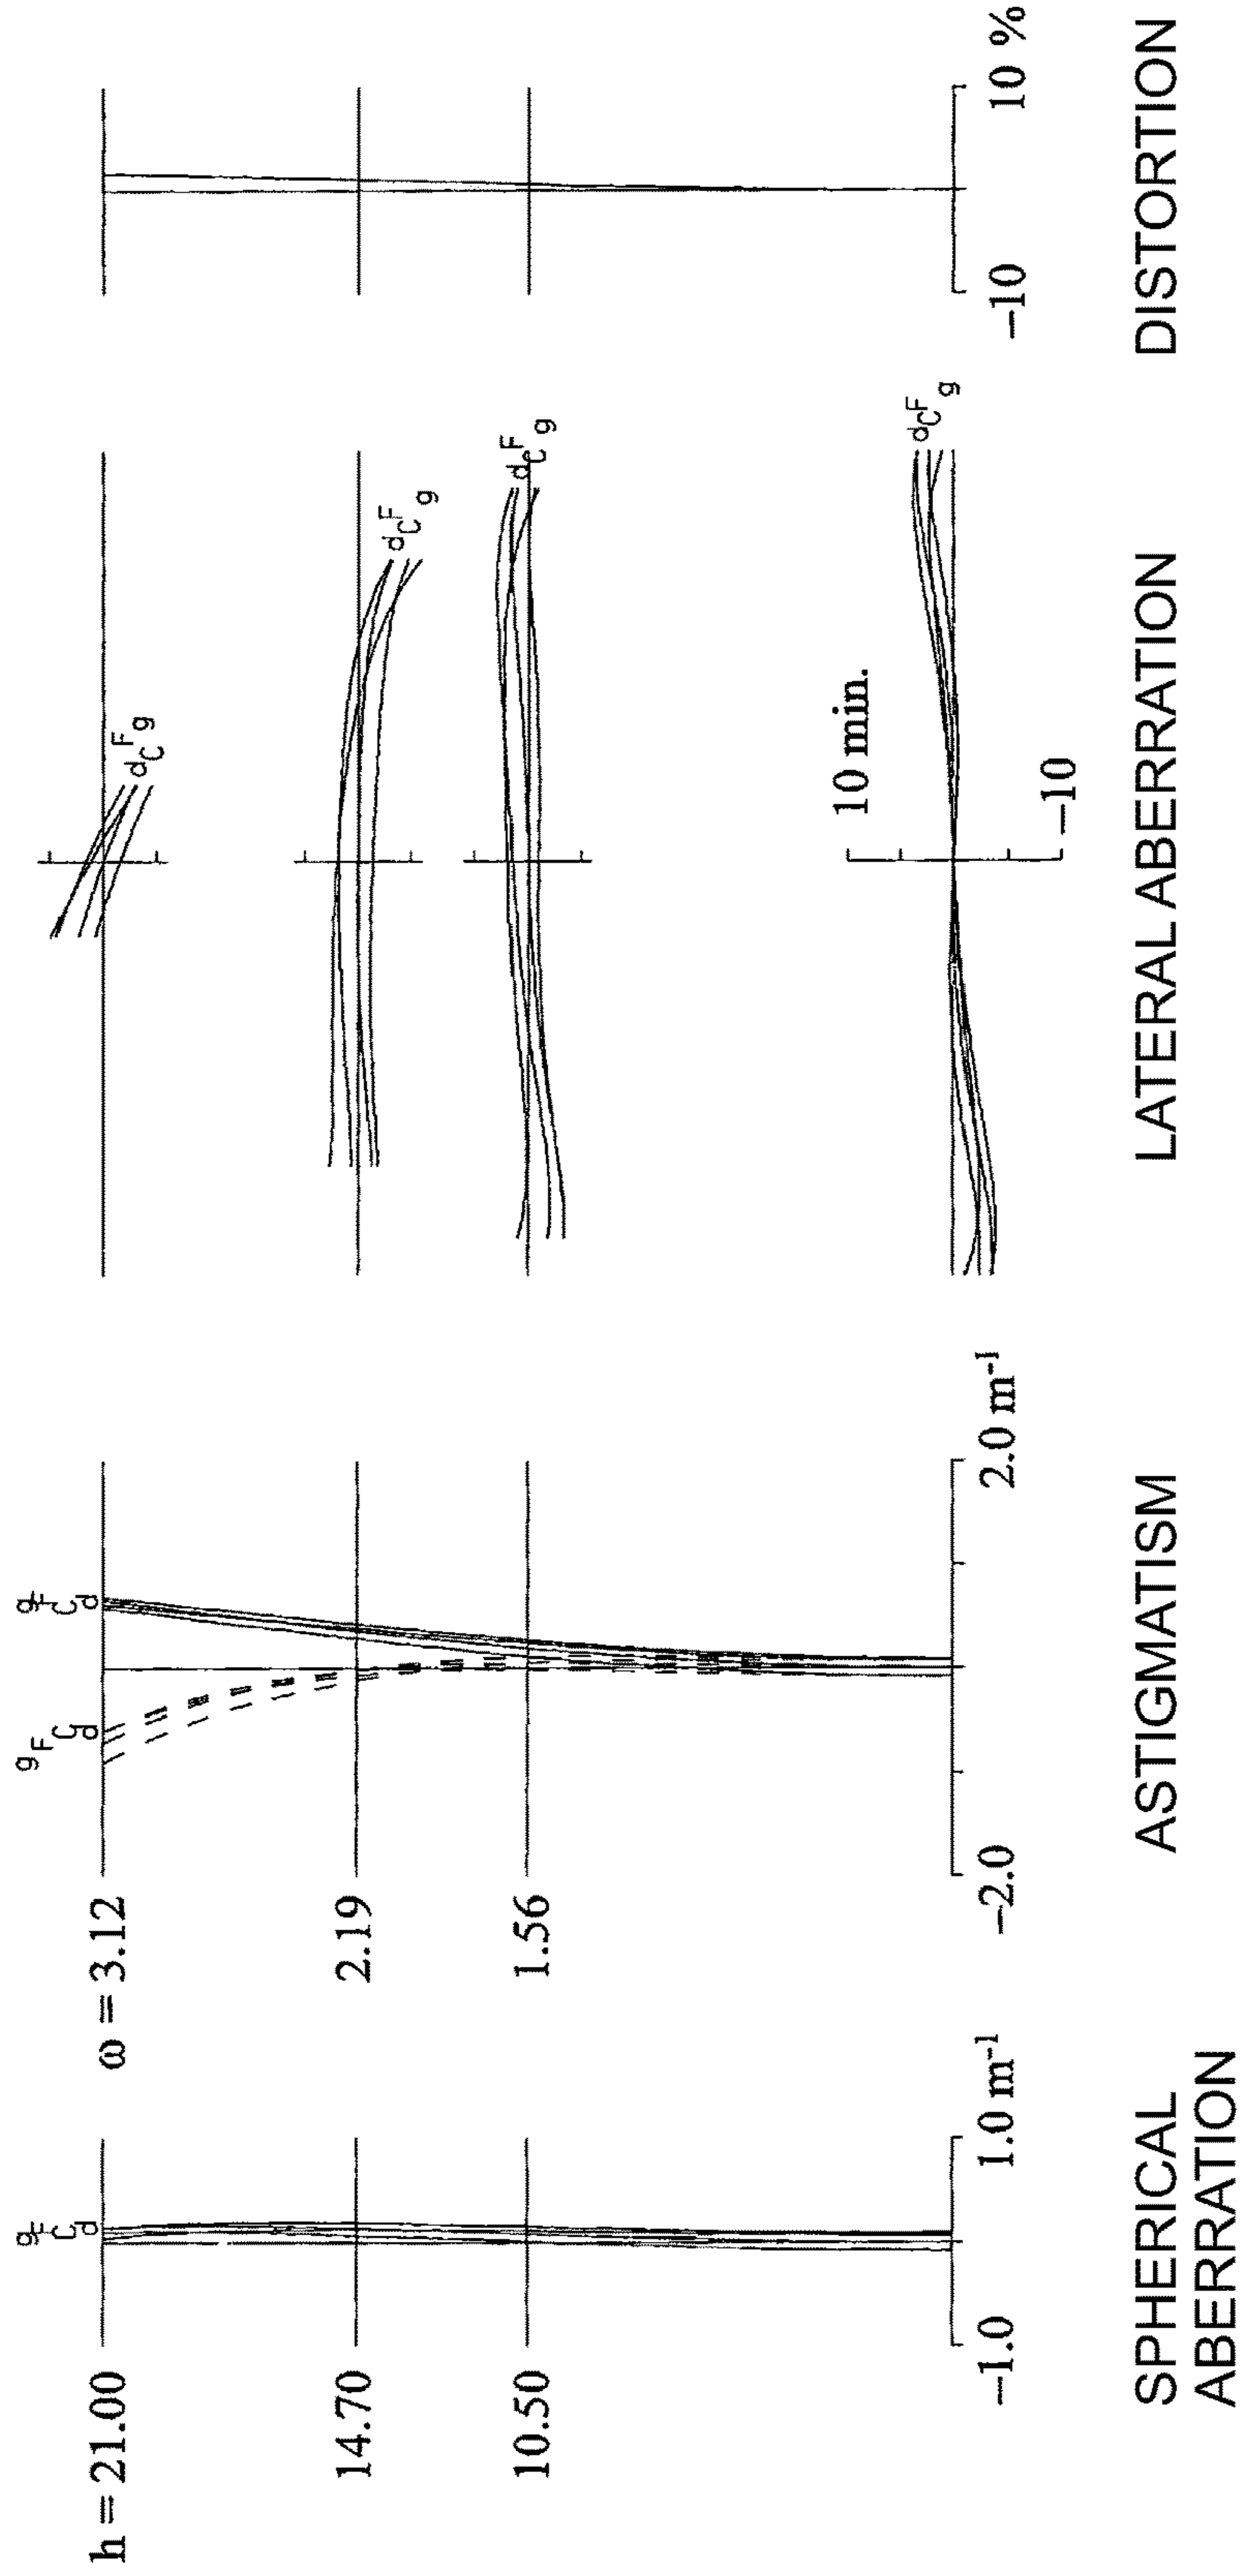 h = 21.00
14.70
10.50
g
F
C
d
-1.0
1.0 m⁻¹
SPHERICAL
ABERRATION
ω = 3.12
2.19
1.56
g
F
C
d
g
F
C
d
-2.0
2.0 m⁻¹
ASTIGMATISM
d C F g
d C F g
d C F g
d C F g
10 min.
-10
LATERAL ABERRATION
-10
10 %
DISTORTION